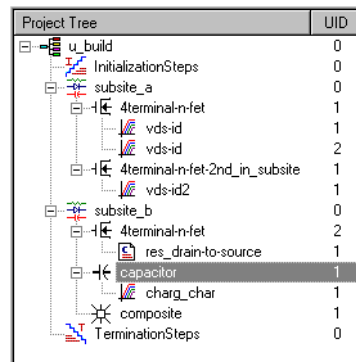 Project Tree UID
u_build 0
InitializationSteps 0
subsite_a 0
4terminal-n-fet 1
vds-id 1
vds-id 2
4terminal-n-fet-2nd_in_subsite 1
vds-id2 1
subsite_b 0
4terminal-n-fet 2
res_drain-to-source 1
capacitor 1
charg_char 1
composite 1
TerminationSteps 0